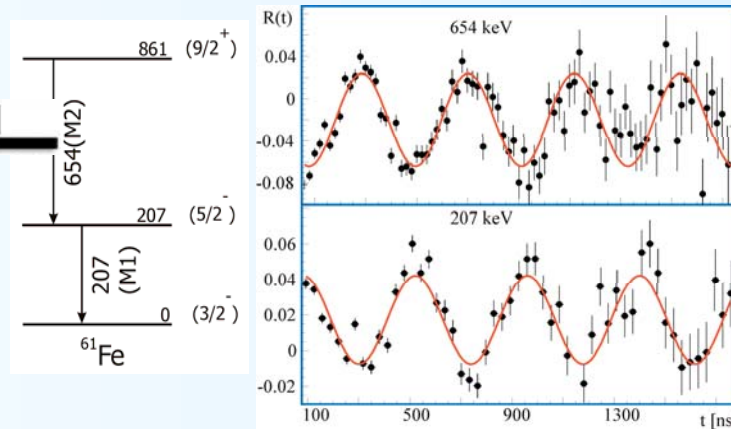 861 (9/2⁺)
654(M2)
207 (5/2⁻)
207
(M1)
0 (3/2⁻)
⁶¹Fe
R(t)
654 keV
0.04
0
-0.04
-0.08
207 keV
0.06
0.04
0.02
0
-0.02
100 500 900 1300 t [ns